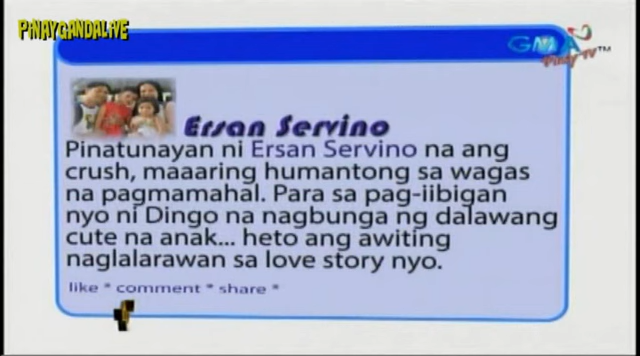 PINAYGANDALIVE
GMA
Pinoy TV™
Ersan Servino
Pinatunayan ni Ersan Servino na ang
crush, maaaring humantong sa wagas
na pagmamahal. Para sa pag-iibigan
nyo ni Dingo na nagbunga ng dalawang
cute na anak... heto ang awiting
naglalarawan sa love story nyo.
like * comment * share *